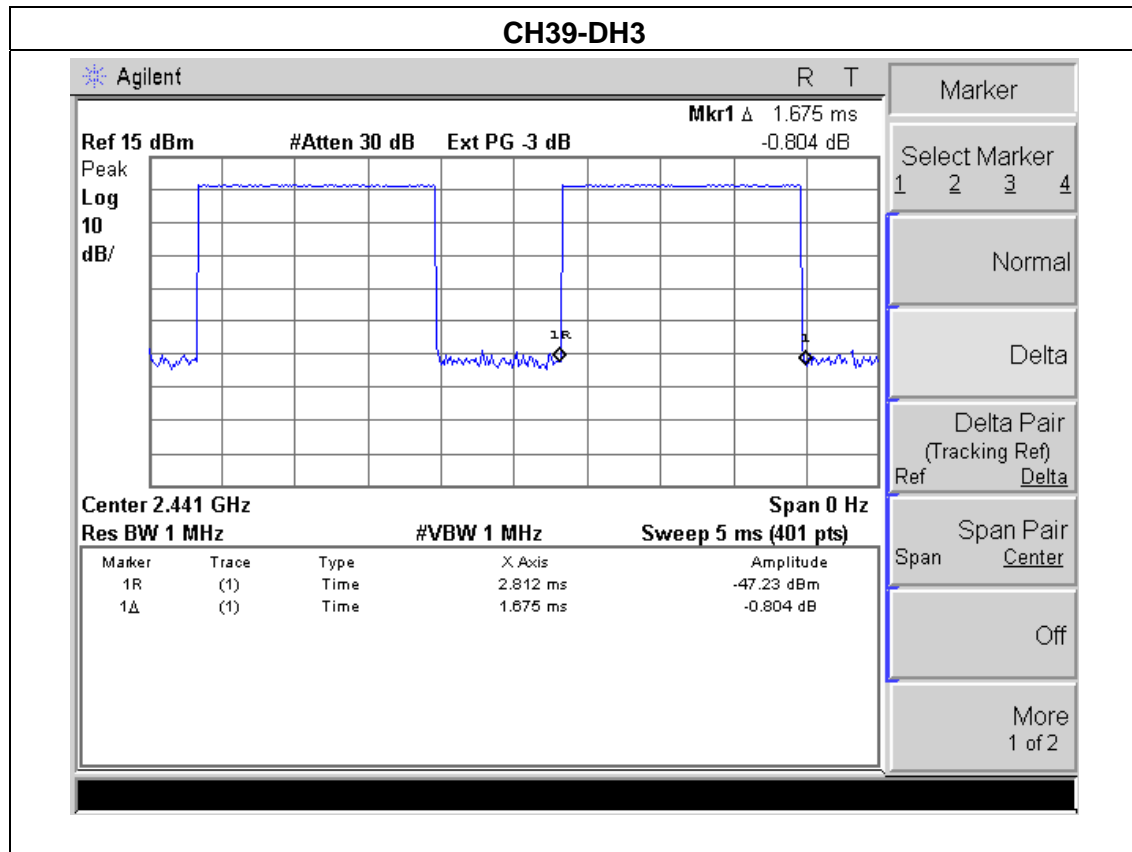 CH39-DH3
Agilent R T
Mkr1 Δ 1.675 ms
Ref 15 dBm #Atten 30 dB Ext PG -3 dB -0.804 dB
Peak
Log
10
dB/
1R
1
Center 2.441 GHz Span 0 Hz
Res BW 1 MHz #VBW 1 MHz Sweep 5 ms (401 pts)
Marker Trace Type X Axis Amplitude
1R (1) Time 2.812 ms -47.23 dBm
1Δ (1) Time 1.675 ms -0.804 dB
Marker
Select Marker
1 2 3 4
Normal
Delta
Delta Pair
(Tracking Ref)
Ref Delta
Span Pair
Span Center
Off
More
1 of 2